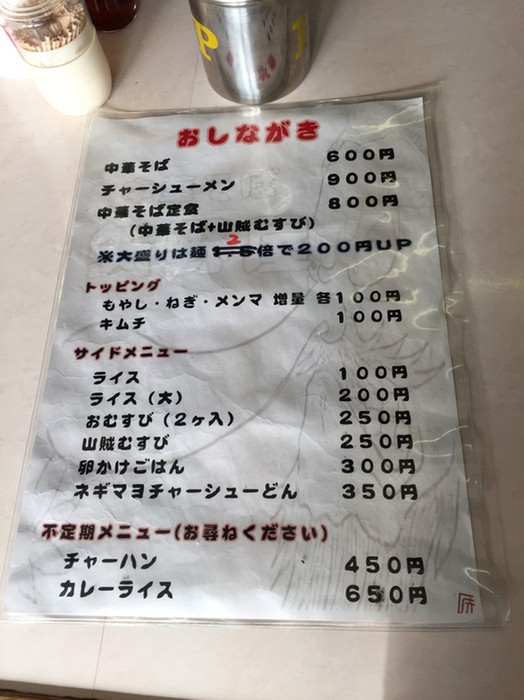 おしながき
中華そば 600円
チャーシューメン 900円
中華そば定食 800円
(中華そば+山賊むすび)
※大盛りは麺 2 1.5倍で200円UP
トッピング
もやし・ねぎ・メンマ 増量 各100円
キムチ 100円
サイドメニュー
ライス 100円
ライス(大) 200円
おむすび(2ヶ入) 250円
山賊むすび 250円
卵かけごはん 300円
ネギマヨチャーシューどん 350円
不定期メニュー(お尋ねください)
チャーハン 450円
カレーライス 650円